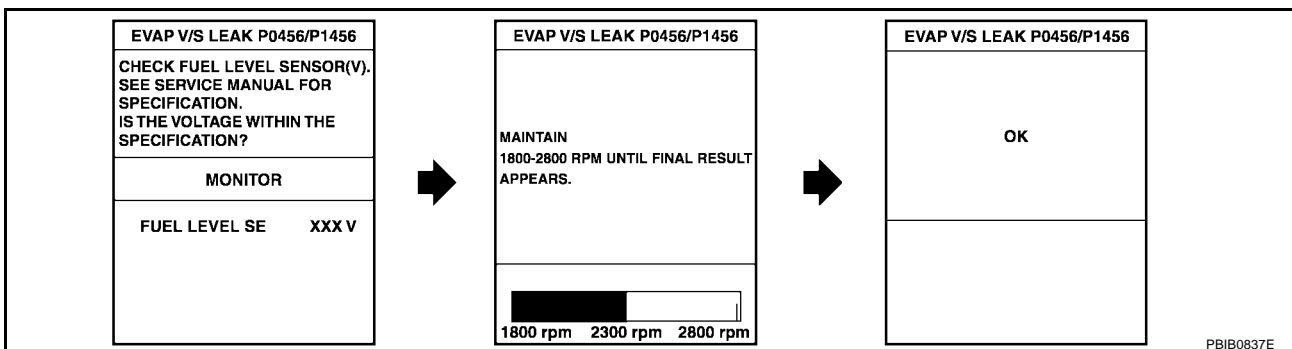 EVAP V/S LEAK P0456/P1456
CHECK FUEL LEVEL SENSOR(V).
SEE SERVICE MANUAL FOR
SPECIFICATION.
IS THE VOLTAGE WITHIN THE
SPECIFICATION?
MONITOR
FUEL LEVEL SE XXX V
EVAP V/S LEAK P0456/P1456
MAINTAIN
1800-2800 RPM UNTIL FINAL RESULT
APPEARS.
1800 rpm 2300 rpm 2800 rpm
EVAP V/S LEAK P0456/P1456
OK
PBIB0837E